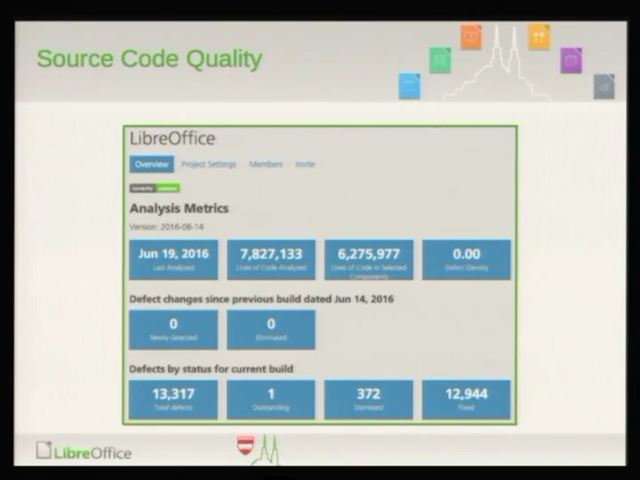 Source Code Quality
LibreOffice
Overview Project Settings Members Invite
coverity passed
Analysis Metrics
Version: 2016-06-14
Jun 19, 2016 7,827,133 6,275,977 0.00
Last Analyzed Lines of Code Analyzed Lines of Code in Selected Components Defect Density
Defect changes since previous build dated Jun 14, 2016
0 0
Newly detected Eliminated
Defects by status for current build
13,317 1 372 12,944
Total defects Outstanding Dismissed Fixed
LibreOffice